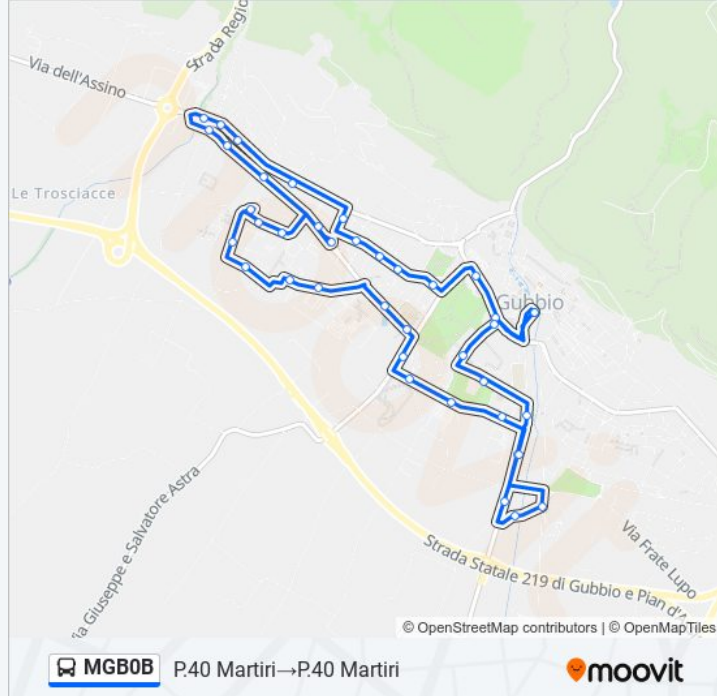 Strada Regio
Via dell'Assino
Le Trosciacce
Gubbio
ia Giuseppe e Salvatore Astra
Via Frate Lupo
Strada Statale 219 di Gubbio e Pian d'A
© OpenStreetMap contributors | © OpenMapTiles
MGB0B P.40 Martiri→P.40 Martiri
moovit